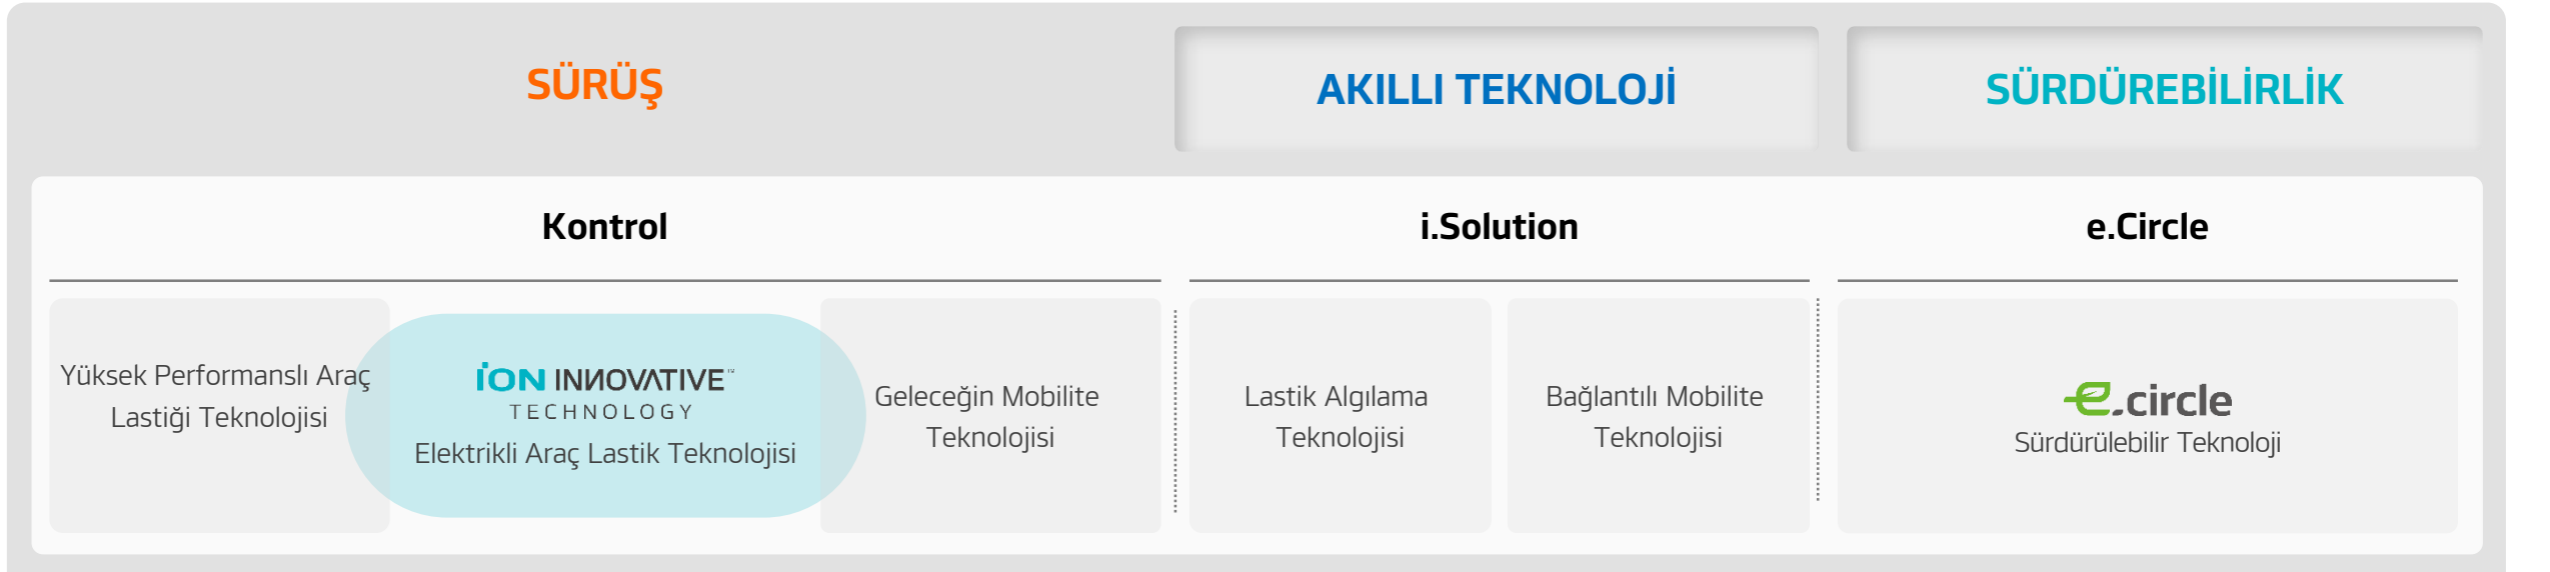 SÜRÜŞ
AKILLI TEKNOLOJİ
SÜRDÜREBİLİRLİK
Kontrol
i.Solution
e.Circle
Yüksek Performanslı Araç
Lastiği Teknolojisi
iON INNOVATIVE™
TECHNOLOGY
Elektrikli Araç Lastik Teknolojisi
Geleceğin Mobilite
Teknolojisi
Lastik Algılama
Teknolojisi
Bağlantılı Mobilite
Teknolojisi
e.circle
Sürdürülebilir Teknoloji